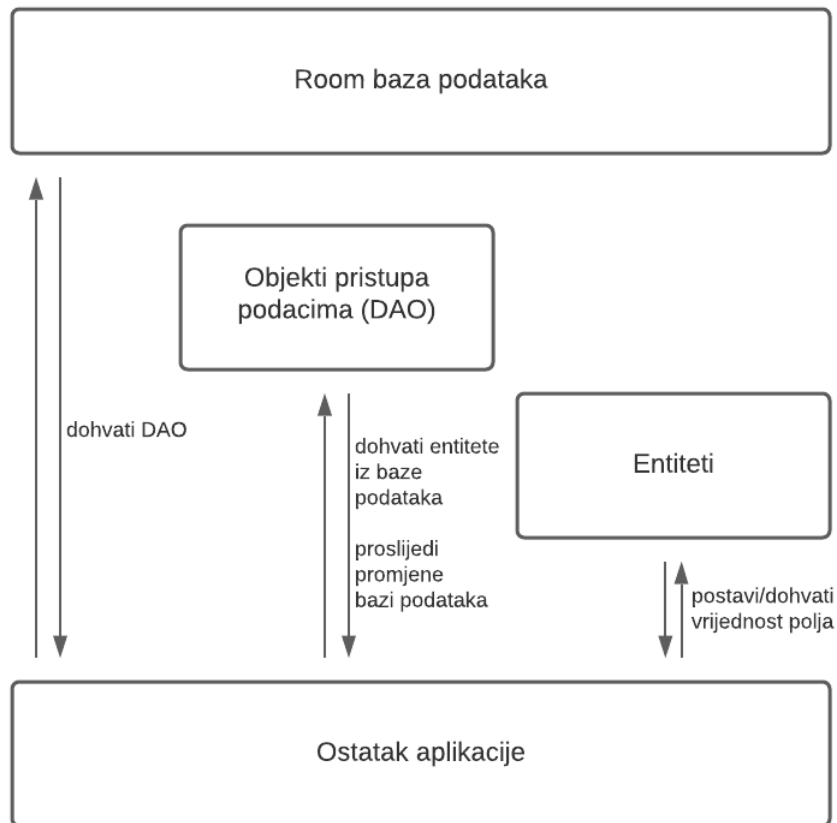 Room baza podataka
Objekti pristupa
podacima (DAO)
dohvati DAO
dohvati entitete
iz baze
podataka
proslijedi
promjene
bazi podataka
Entiteti
postavi/dohvati
vrijednost polja
Ostatak aplikacije